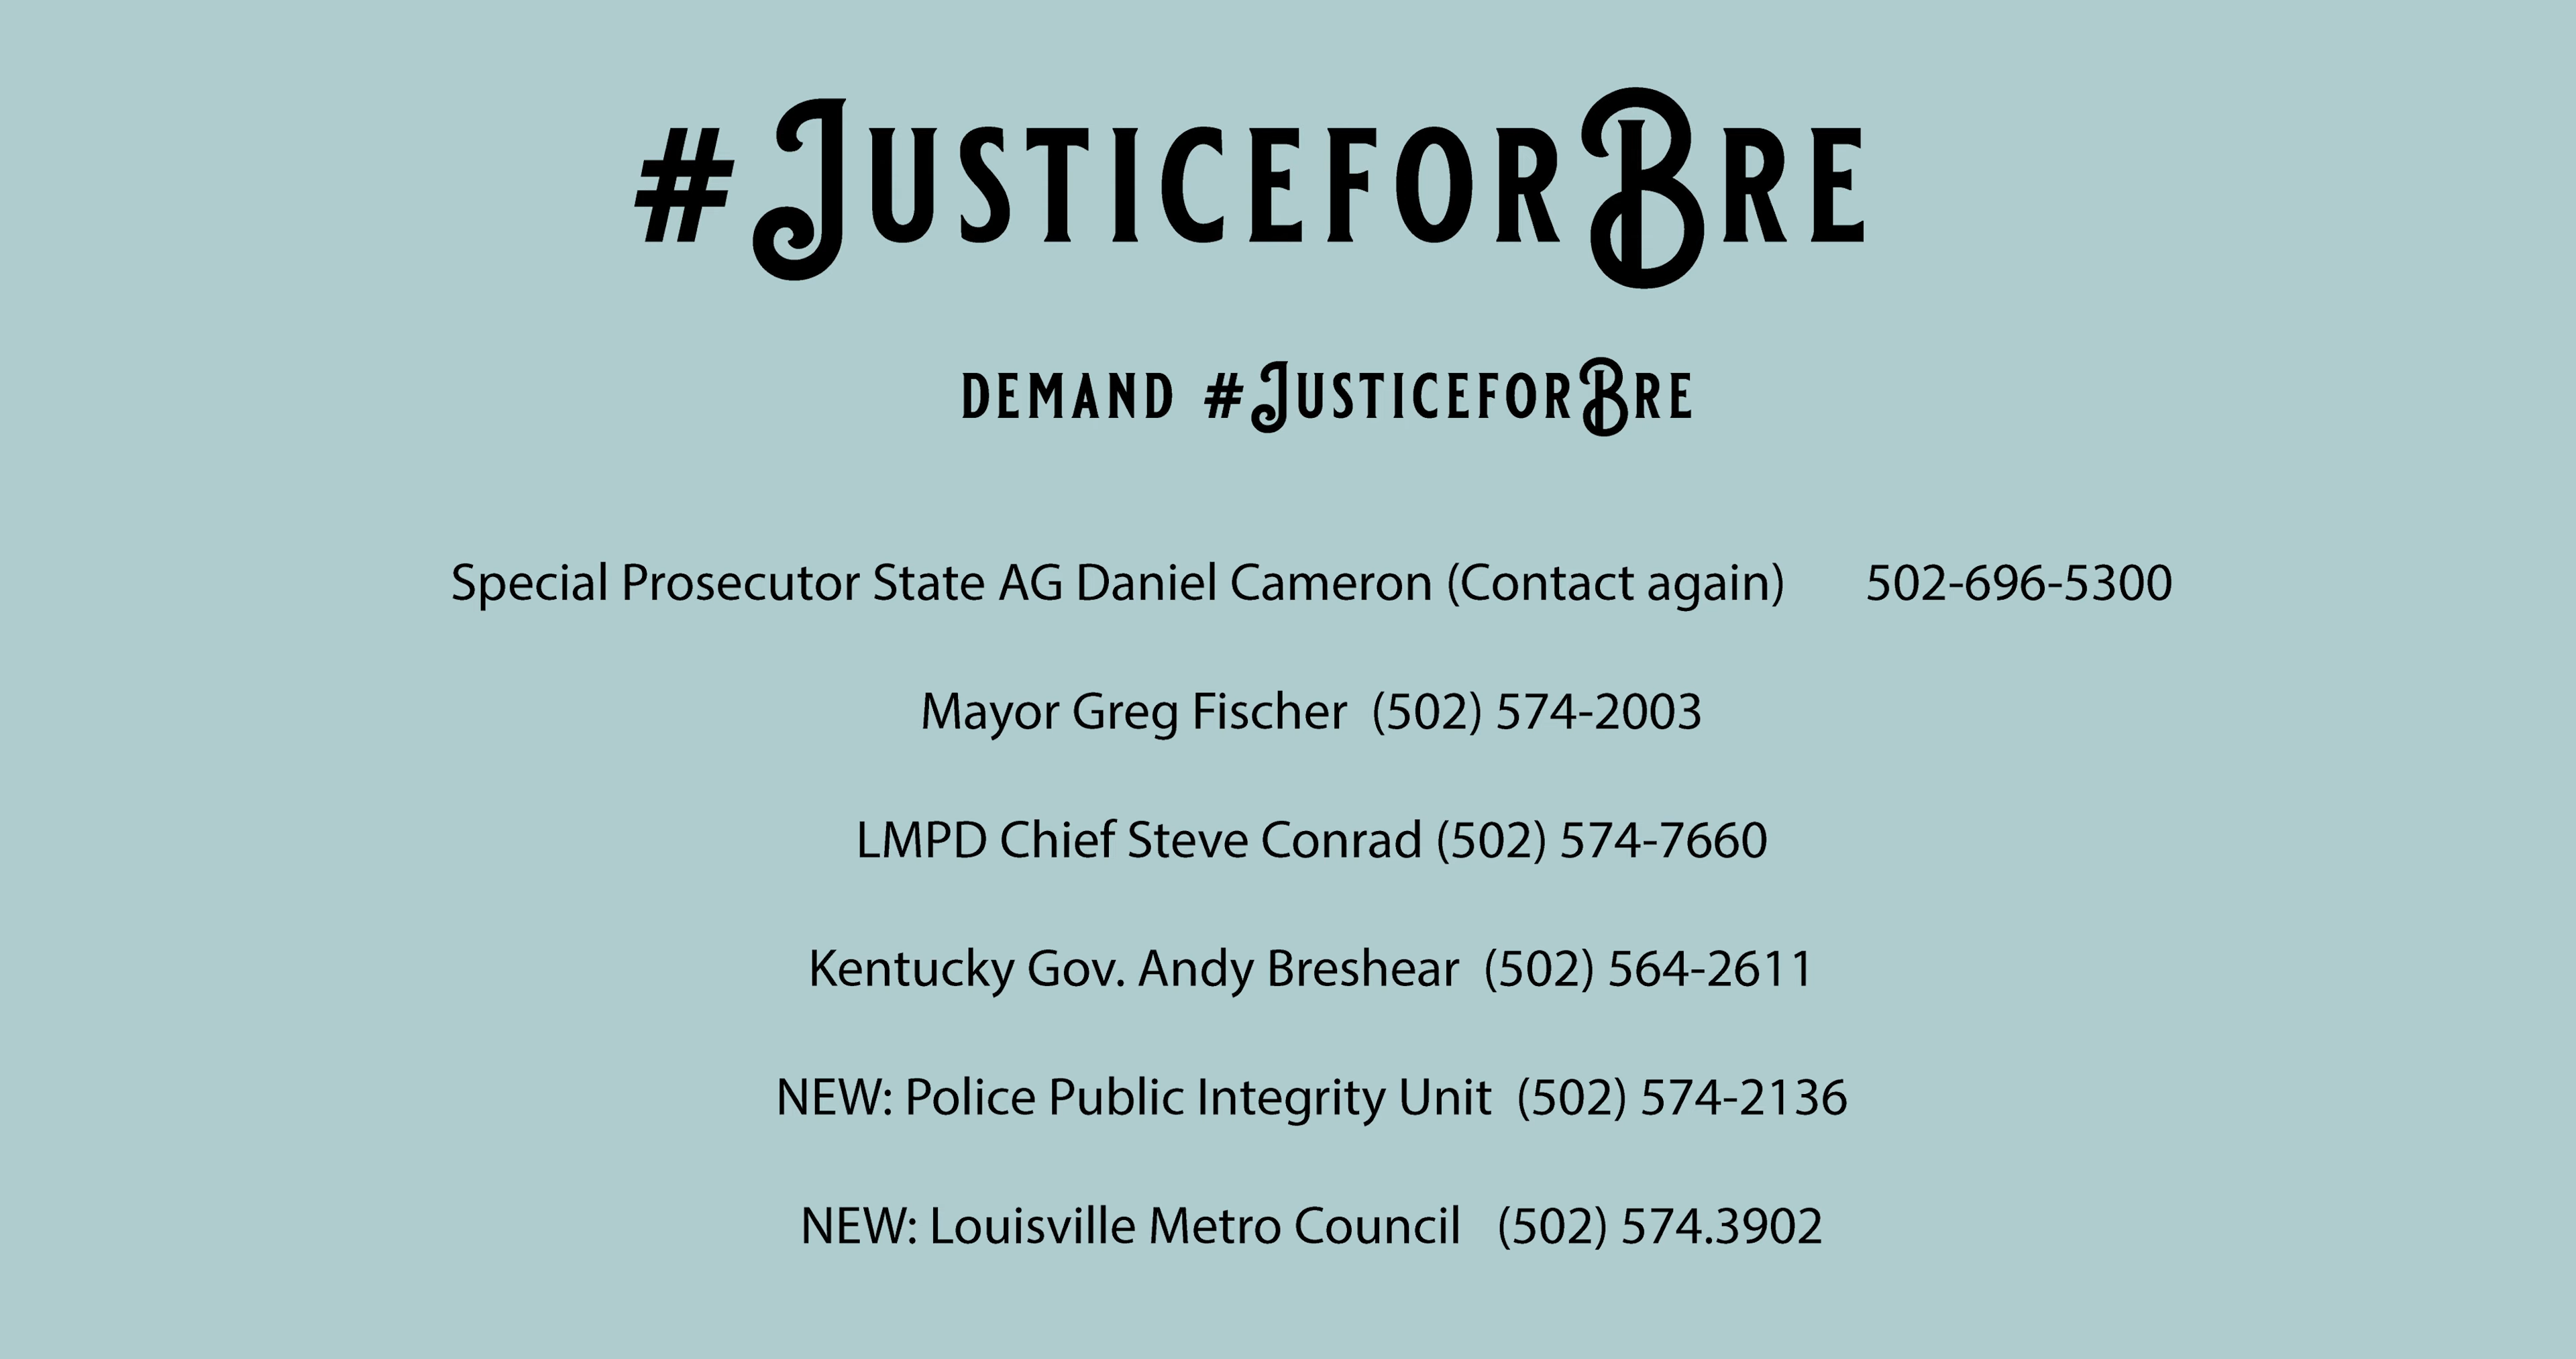 #JusticeforBre
DEMAND #JusticeforBre
Special Prosecutor State AG Daniel Cameron (Contact again) 502-696-5300
Mayor Greg Fischer (502) 574-2003
LMPD Chief Steve Conrad (502) 574-7660
Kentucky Gov. Andy Breshear (502) 564-2611
NEW: Police Public Integrity Unit (502) 574-2136
NEW: Louisville Metro Council (502) 574.3902